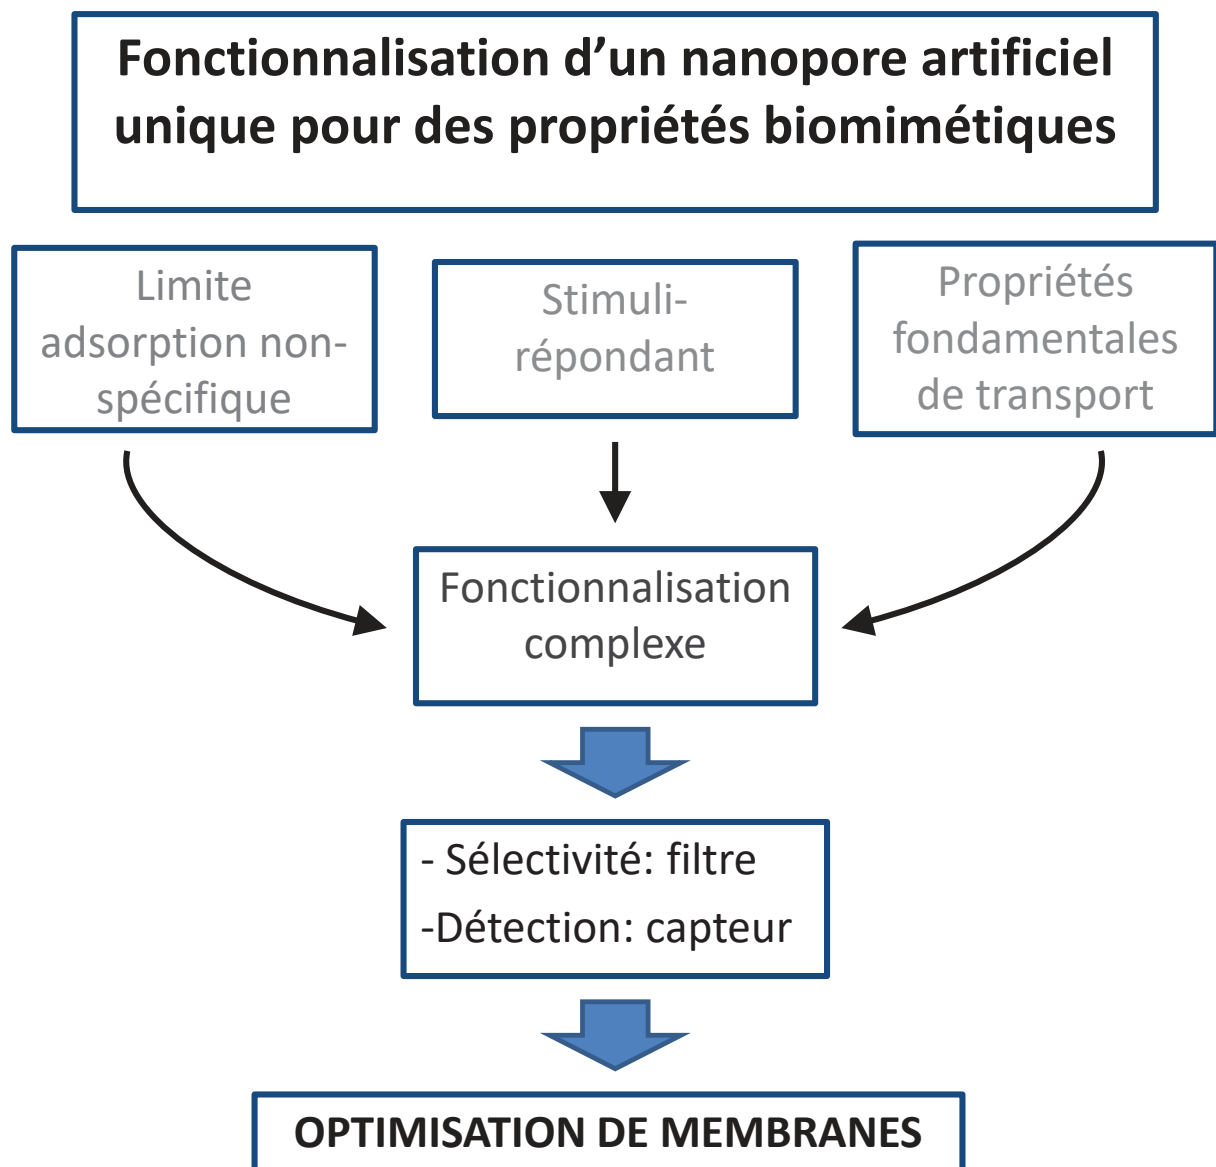 Fonctionnalisation d’un nanopore artificiel
unique pour des propriétés biomimétiques
Limite
adsorption non-
spécifique
Stimuli-
répondant
Propriétés
fondamentales
de transport
Fonctionnalisation
complexe
- Sélectivité: filtre
-Détection: capteur
OPTIMISATION DE MEMBRANES